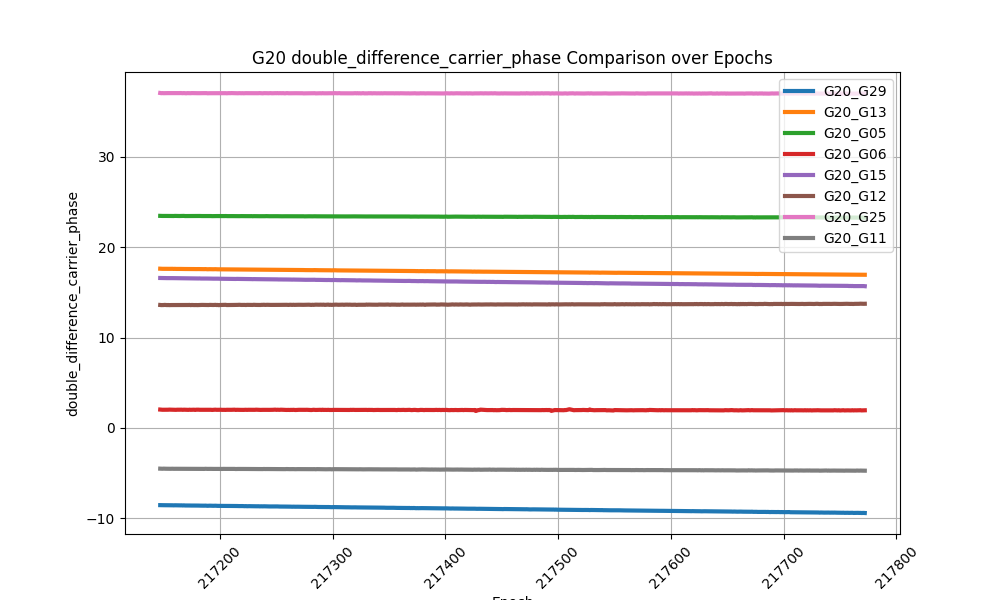 G20 double_difference_carrier_phase Comparison over Epochs
double_difference_carrier_phase
30
20
10
0
−10
G20_G29
G20_G13
G20_G05
G20_G06
G20_G15
G20_G12
G20_G25
G20_G11
217200
217300
217400
217500
217600
217700
217800
Epoch